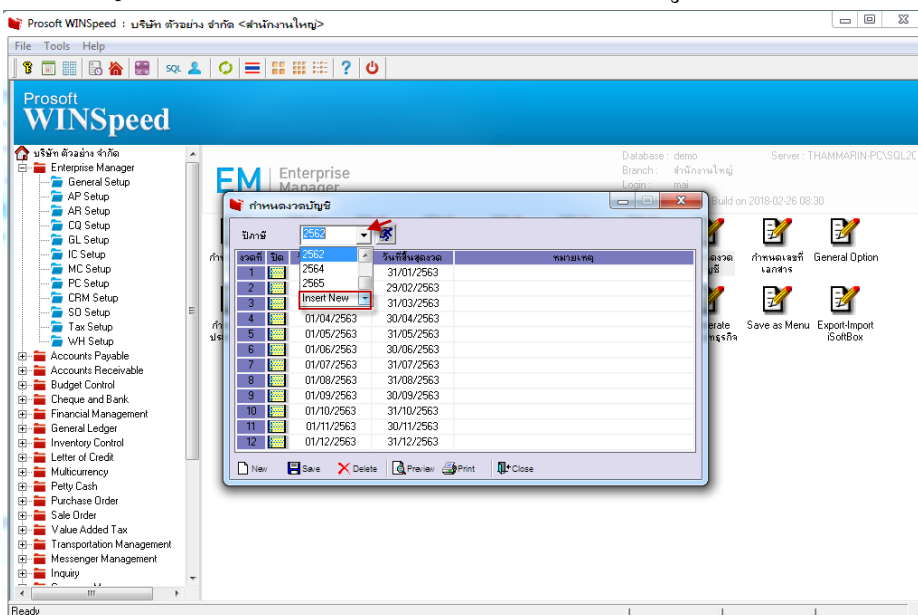 Prosoft WINSpeed : บริษัท ตัวอย่าง จำกัด <สำนักงานใหญ่>
File Tools Help
SQL
Prosoft
WINSpeed
บริษัท ตัวอย่าง จำกัด
Enterprise Manager
General Setup
AP Setup
AR Setup
CQ Setup
GL Setup
IC Setup
MC Setup
PC Setup
CRM Setup
SO Setup
Tax Setup
WH Setup
Accounts Payable
Accounts Receivable
Budget Control
Cheque and Bank
Financial Management
General Ledger
Inventory Control
Letter of Credit
Multicurrency
Petty Cash
Purchase Order
Sale Order
Value Added Tax
Transportation Management
Messenger Management
Inquiry
EM Enterprise
Manager
Database : demo Server : THAMMARIN-PC\SQL20
Branch : สำนักงานใหญ่
Login : mai
Build on 2018-02-26 08:30
กำหนดเลขที่
เอกสาร
General Option
Save as Menu
Export-Import
iSoftBox
กำหนดงวดบัญชี
ปีภาษี 2562
2562
2564
2565
Insert New
งวดที่ ปิด วันที่สิ้นสุดงวด หมายเหตุ
1 31/01/2563
2 29/02/2563
3 31/03/2563
4 01/04/2563 30/04/2563
5 01/05/2563 31/05/2563
6 01/06/2563 30/06/2563
7 01/07/2563 31/07/2563
8 01/08/2563 31/08/2563
9 01/09/2563 30/09/2563
10 01/10/2563 31/10/2563
11 01/11/2563 30/11/2563
12 01/12/2563 31/12/2563
New Save Delete Preview Print Close
Ready